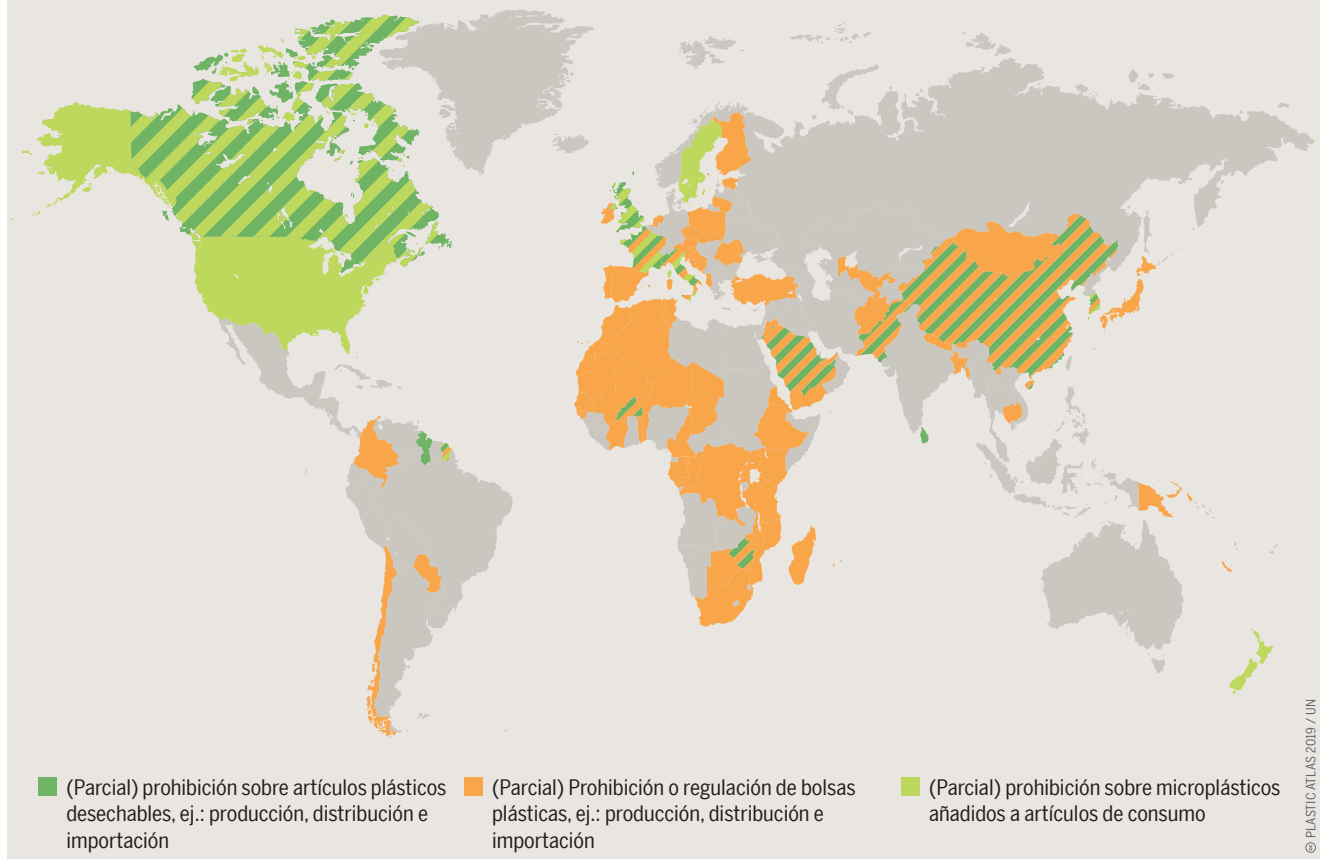 (Parcial) prohibición sobre artículos plásticos
desechables, ej.: producción, distribución e
importación
(Parcial) Prohibición o regulación de bolsas
plásticas, ej.: producción, distribución e
importación
(Parcial) prohibición sobre microplásticos
añadidos a artículos de consumo
PLASTIC ATLAS 2019 / UN